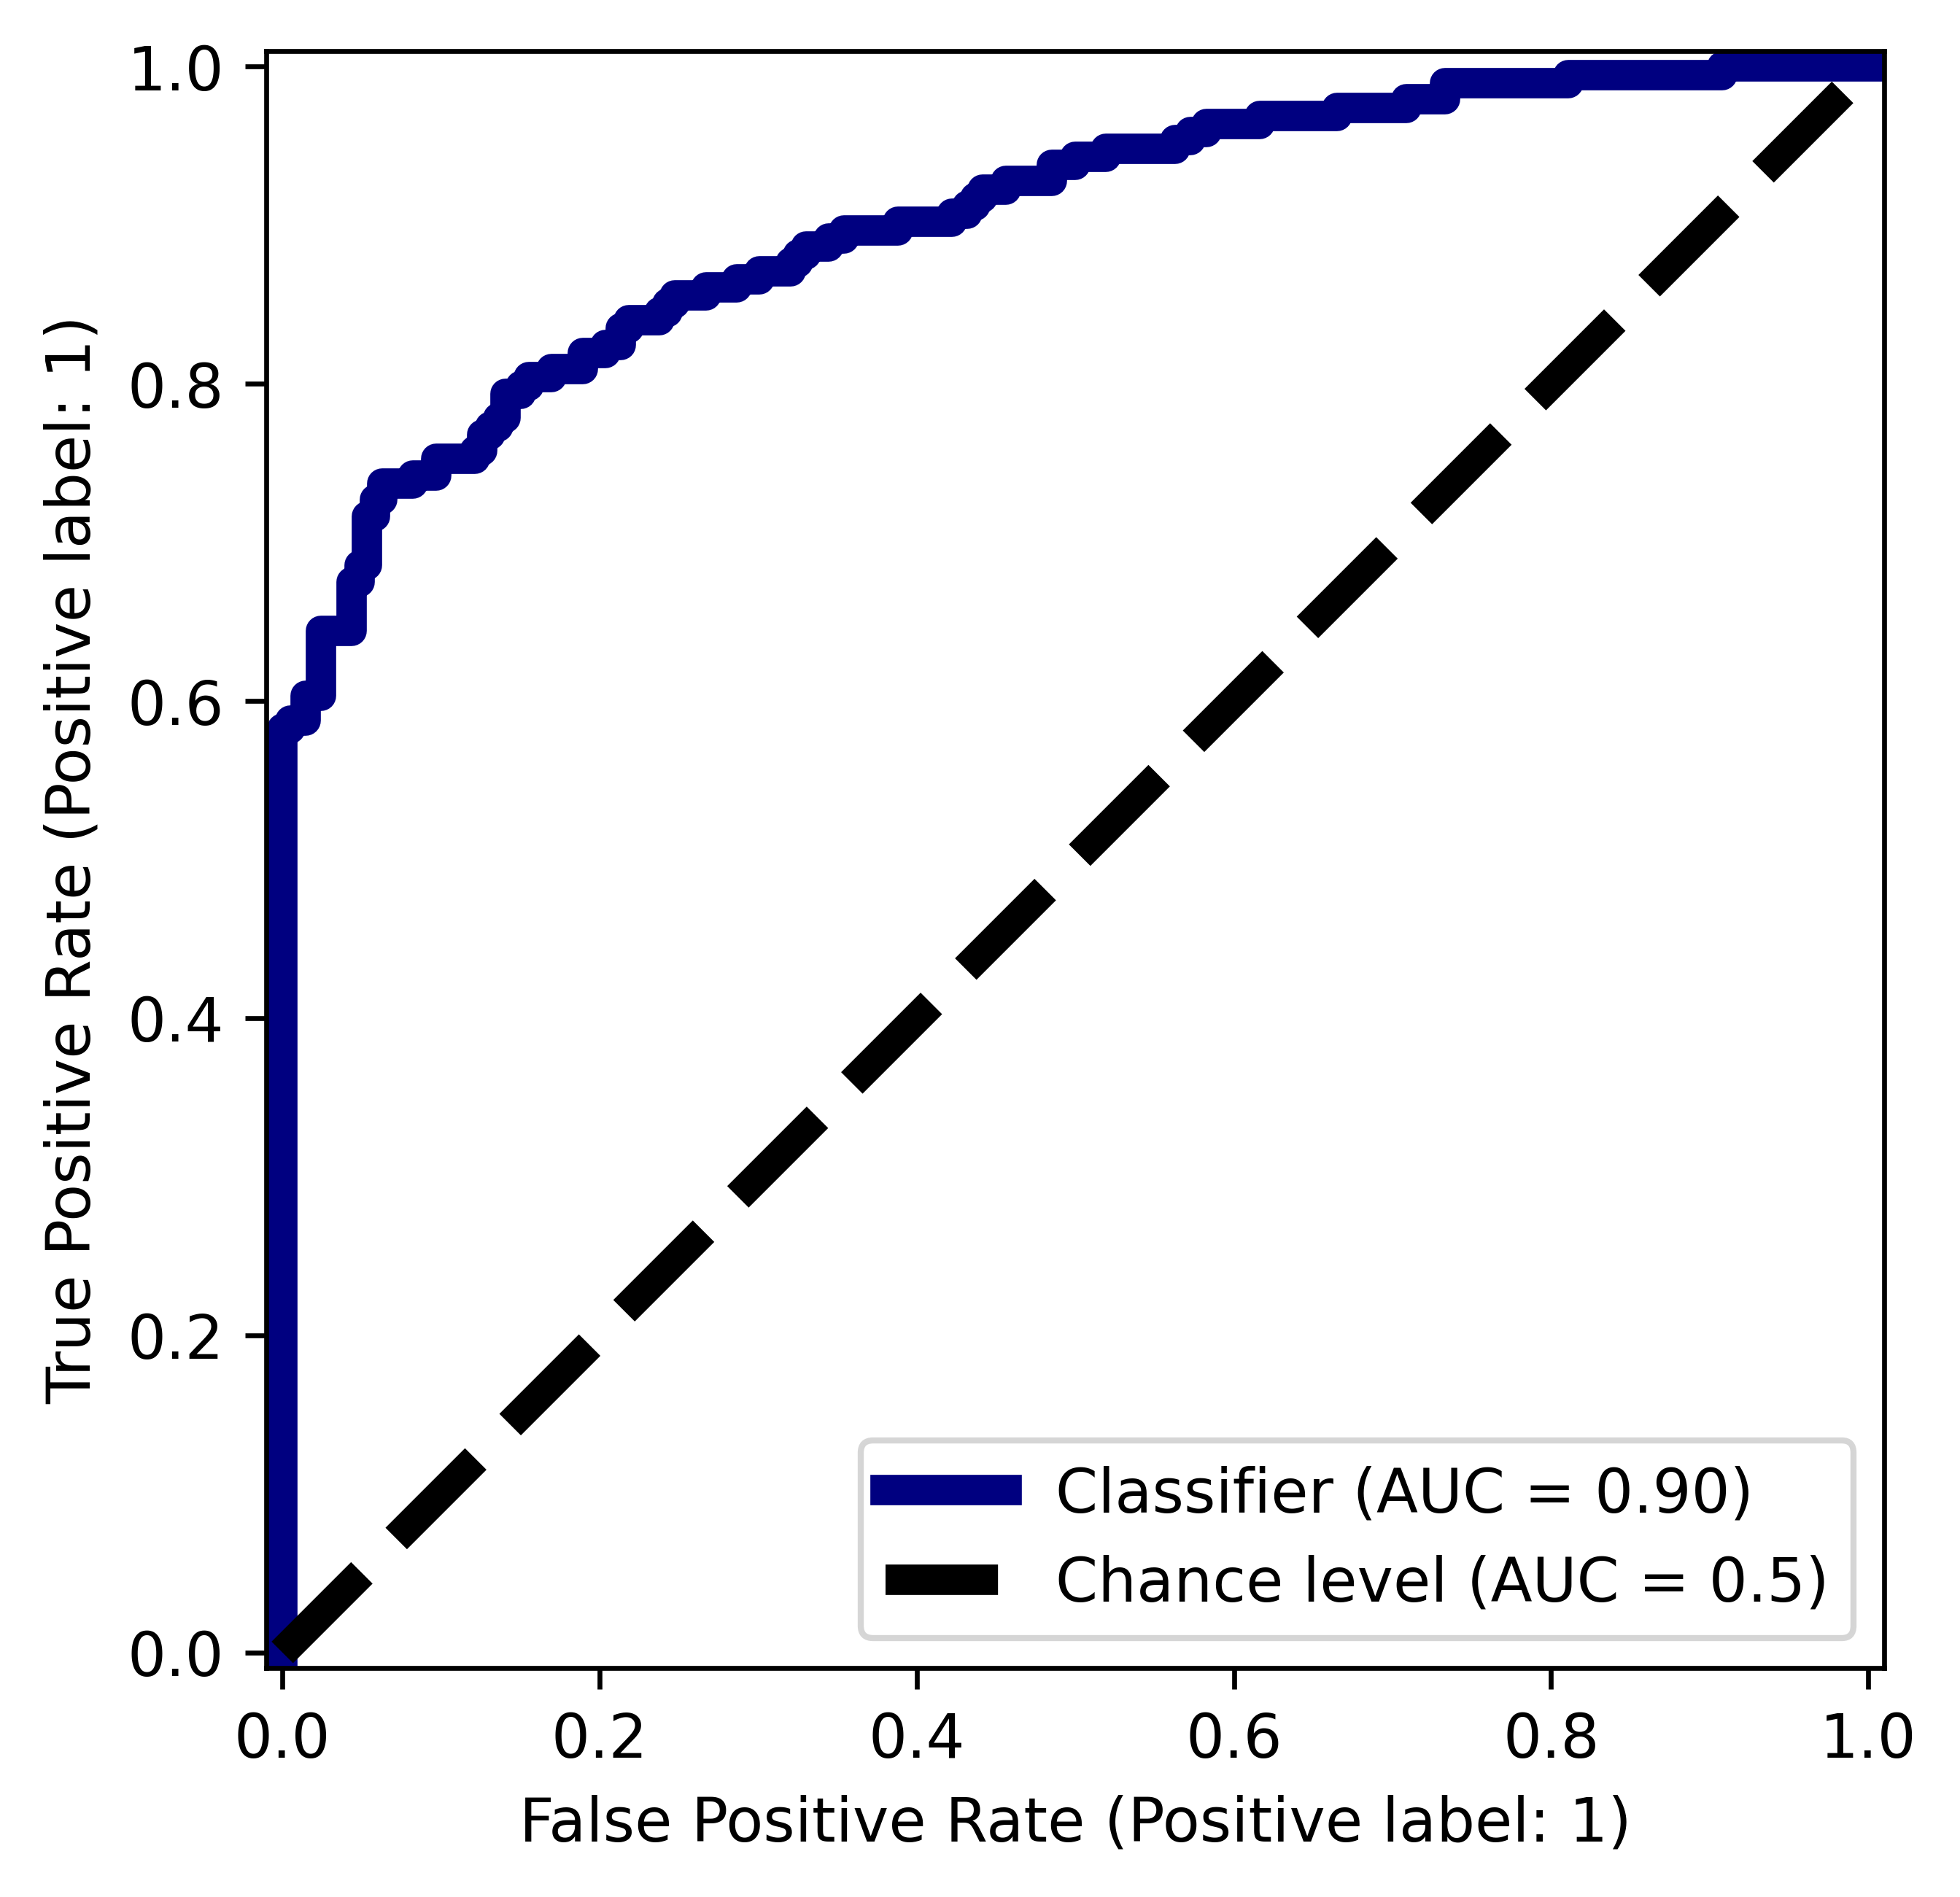 1.0
0.8
0.6
0.4
0.2
0.0
True Positive Rate (Positive label: 1)
Classifier (AUC = 0.90)
Chance level (AUC = 0.5)
0.0 0.2 0.4 0.6 0.8 1.0
False Positive Rate (Positive label: 1)